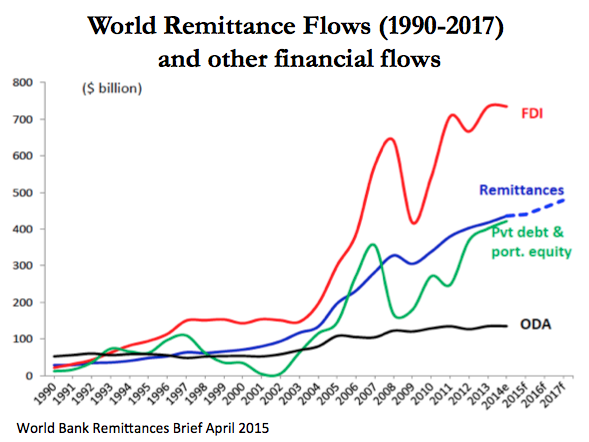 World Remittance Flows (1990-2017)
and other financial flows
800
($ billion)
700
FDI
600
500
Remittances
400
Pvt debt &
port. equity
300
200
ODA
100
0
1990
1991
1992
1993
1994
1995
1996
1997
1998
1999
2000
2001
2002
2003
2004
2005
2006
2007
2008
2009
2010
2011
2012
2013
2014e
2015f
2016f
2017f
World Bank Remittances Brief April 2015